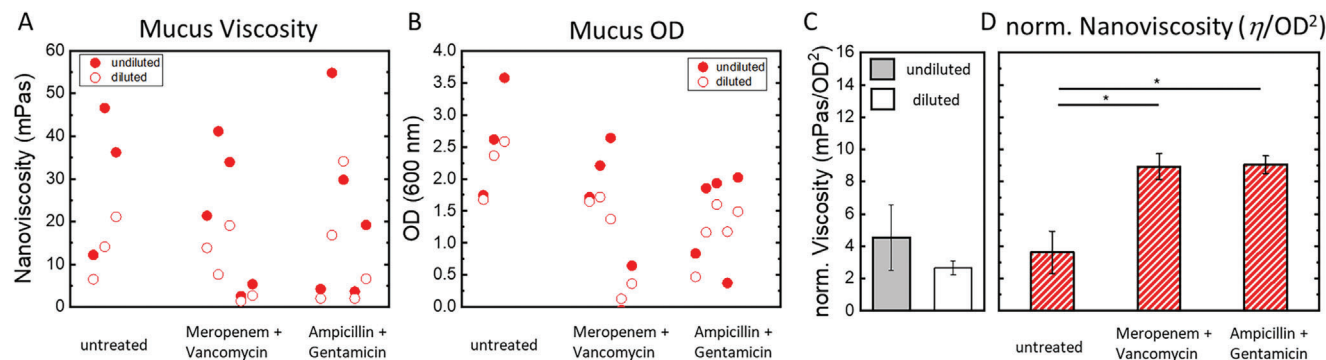 A
Mucus Viscosity
60
50
40
30
20
10
0
Nanoviscosity (mPas)
undiluted
diluted
untreated
Meropenem +
Vancomycin
Ampicillin +
Gentamicin
B
Mucus OD
4.0
3.5
3.0
2.5
2.0
1.5
1.0
0.5
0.0
OD (600 nm)
undiluted
diluted
untreated
Meropenem +
Vancomycin
Ampicillin +
Gentamicin
C
16
14
12
10
8
6
4
2
0
norm. Viscosity (mPas/OD²)
undiluted
diluted
D
norm. Nanoviscosity (η/OD²)
*
*
untreated
Meropenem +
Vancomycin
Ampicillin +
Gentamicin